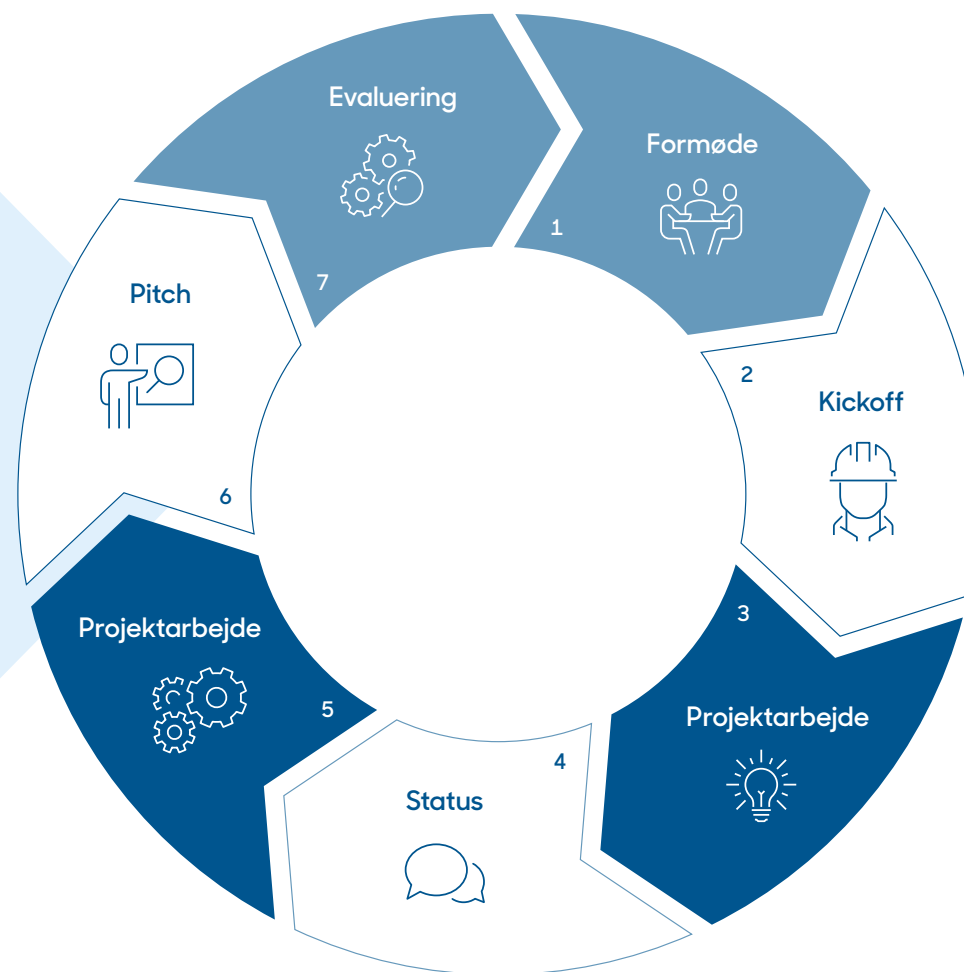 Formøde
1
2
Kickoff
3
Projektarbejde
4
Status
Projektarbejde
5
Pitch
6
Evaluering
7